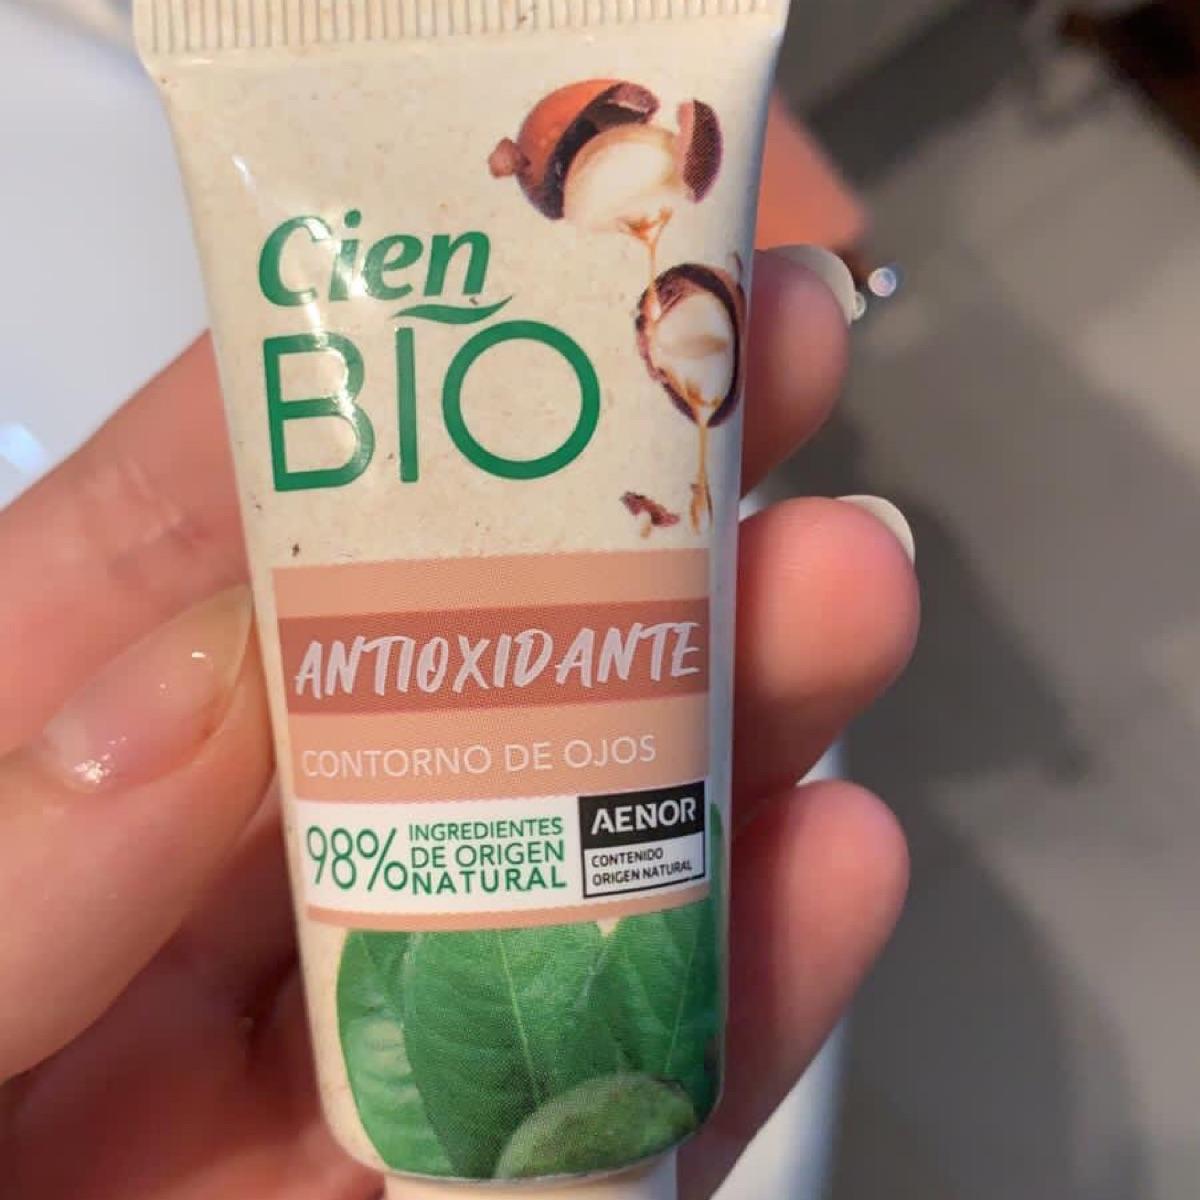 Cien
BIO
ANTIOXIDANTE
CONTORNO DE OJOS
98%
INGREDIENTES
DE ORIGEN
NATURAL
AENOR
CONTENIDO
ORIGEN NATURAL